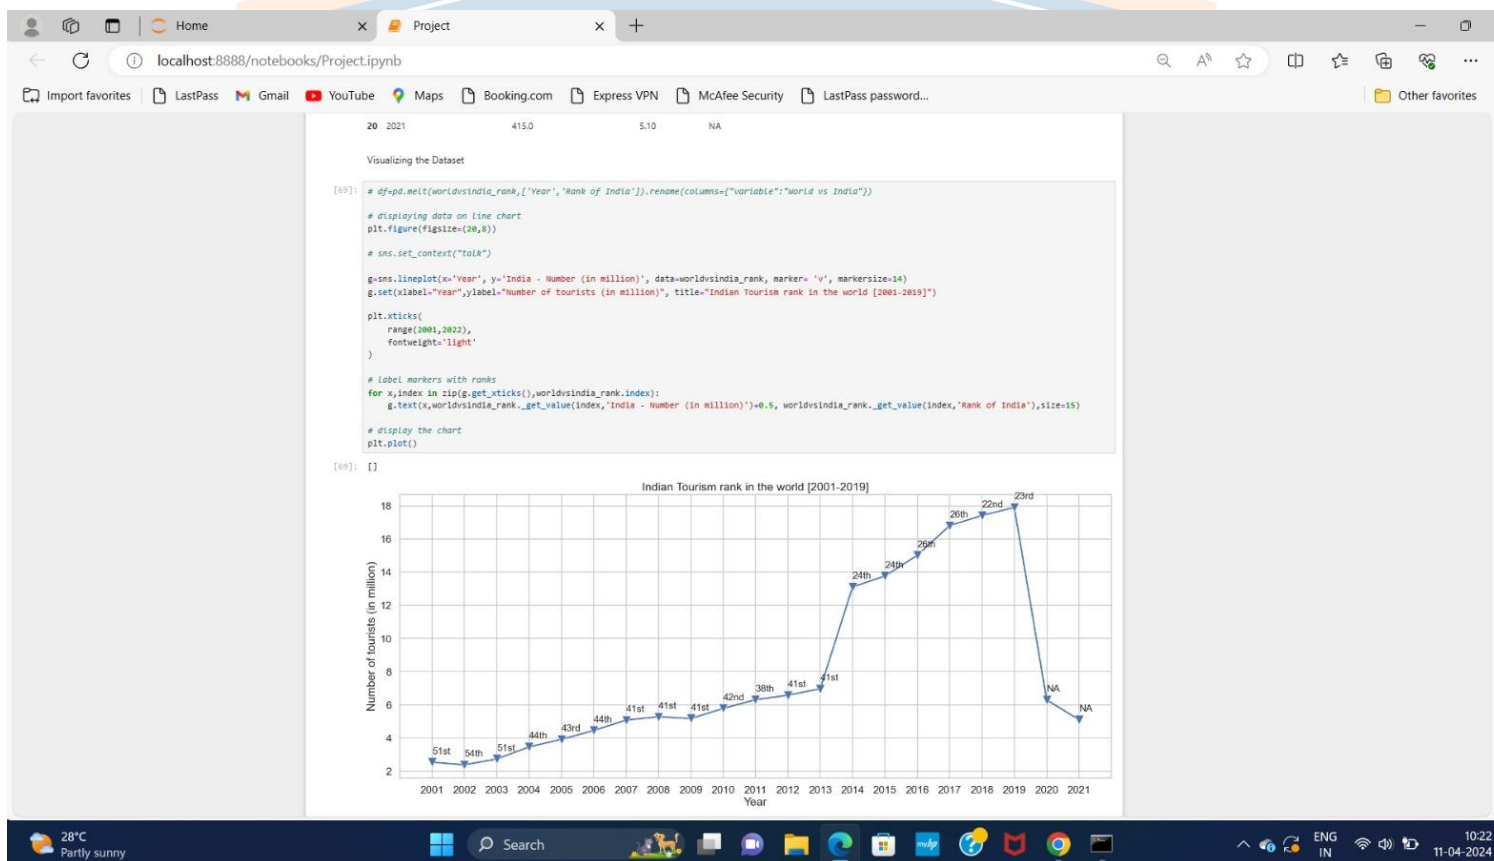 Home
Project
localhost:8888/notebooks/Project.ipynb
Import favorites LastPass Gmail YouTube Maps Booking.com Express VPN McAfee Security LastPass password... Other favorites
20 2021 415.0 5.10 NA
Visualizing the Dataset
[69]: # df=pd.melt(worldvsindia_rank,['Year','Rank of India']).rename(columns={"variable":"World vs India"})
# displaying data on line chart
plt.figure(figsize=(20,8))
# sns.set_context("talk")
g=sns.lineplot(x='Year', y='India - Number (in million)', data=worldvsindia_rank, marker= 'v', markersize=14)
g.set(xlabel="Year",ylabel="Number of tourists (in million)", title="Indian Tourism rank in the world [2001-2019]")
plt.xticks(
range(2001,2022),
fontweight='light'
)
# label markers with ranks
for x,index in zip(g.get_xticks(),worldvsindia_rank.index):
g.text(x,worldvsindia_rank._get_value(index,'India - Number (in million)')+0.5, worldvsindia_rank._get_value(index,'Rank of India'),size=15)
# display the chart
plt.plot()
[69]: []
Indian Tourism rank in the world [2001-2019]
Number of tourists (in million)
18
16
14
12
10
8
6
4
2
51st 54th 51st 44th 43rd 44th 41st 41st 41st 42nd 38th 41st 41st 24th 24th 26th 26th 22nd 23rd NA NA
2001 2002 2003 2004 2005 2006 2007 2008 2009 2010 2011 2012 2013 2014 2015 2016 2017 2018 2019 2020 2021
Year
28°C
Partly sunny
Search
myhp
ENG
IN
10:22
11-04-2024